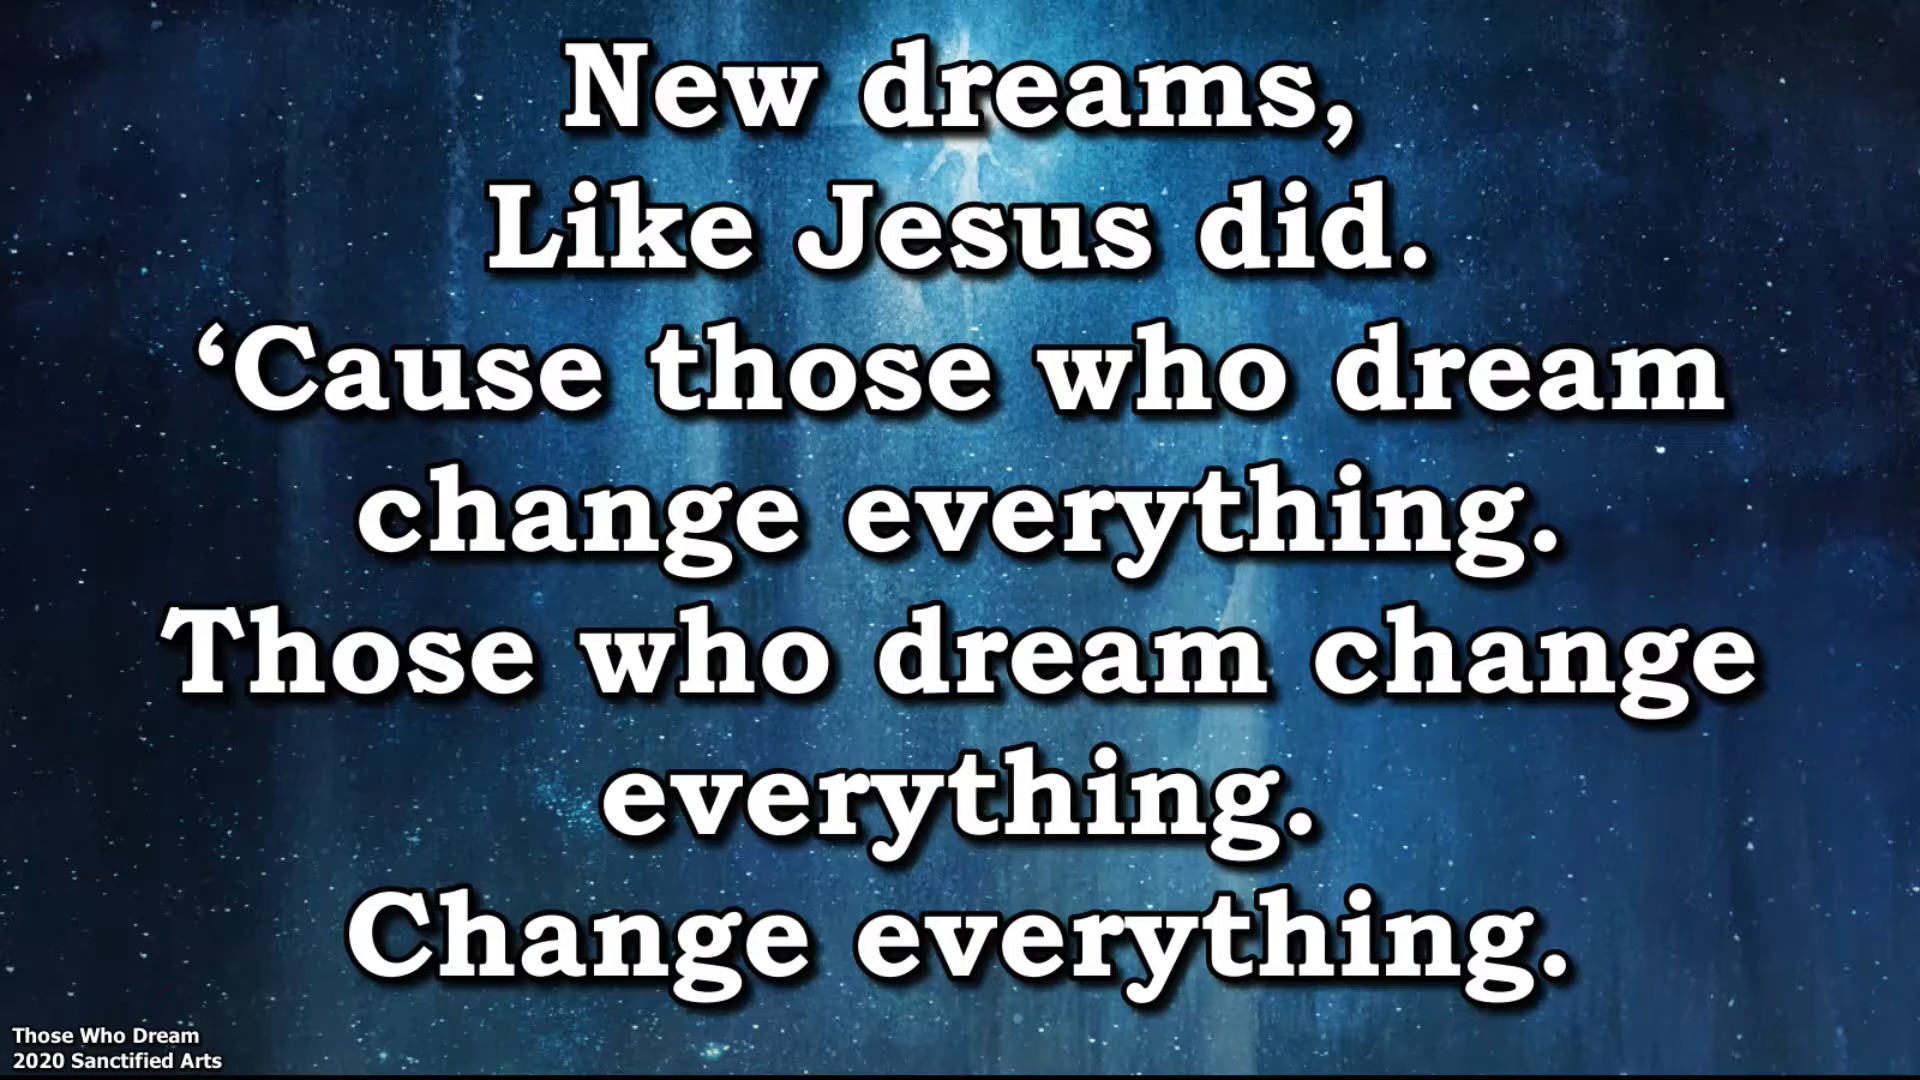 New dreams,
Like Jesus did.
‘Cause those who dream
change everything.
Those who dream change
everything.
Change everything.
Those Who Dream
2020 Sanctified Arts